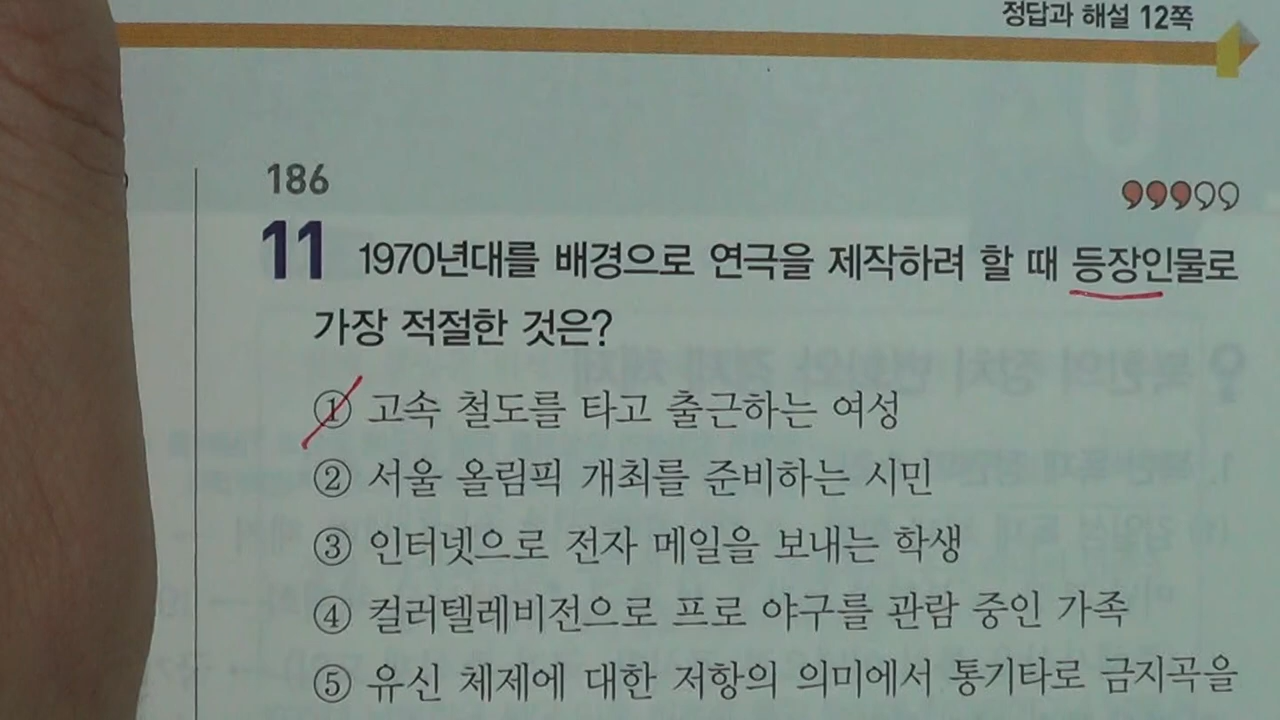 정답과 해설 12쪽
186
11 1970년대를 배경으로 연극을 제작하려 할 때 등장인물로
가장 적절한 것은?
① 고속 철도를 타고 출근하는 여성
② 서울 올림픽 개최를 준비하는 시민
③ 인터넷으로 전자 메일을 보내는 학생
④ 컬러텔레비전으로 프로 야구를 관람 중인 가족
⑤ 유신 체제에 대한 저항의 의미에서 통기타로 금지곡을